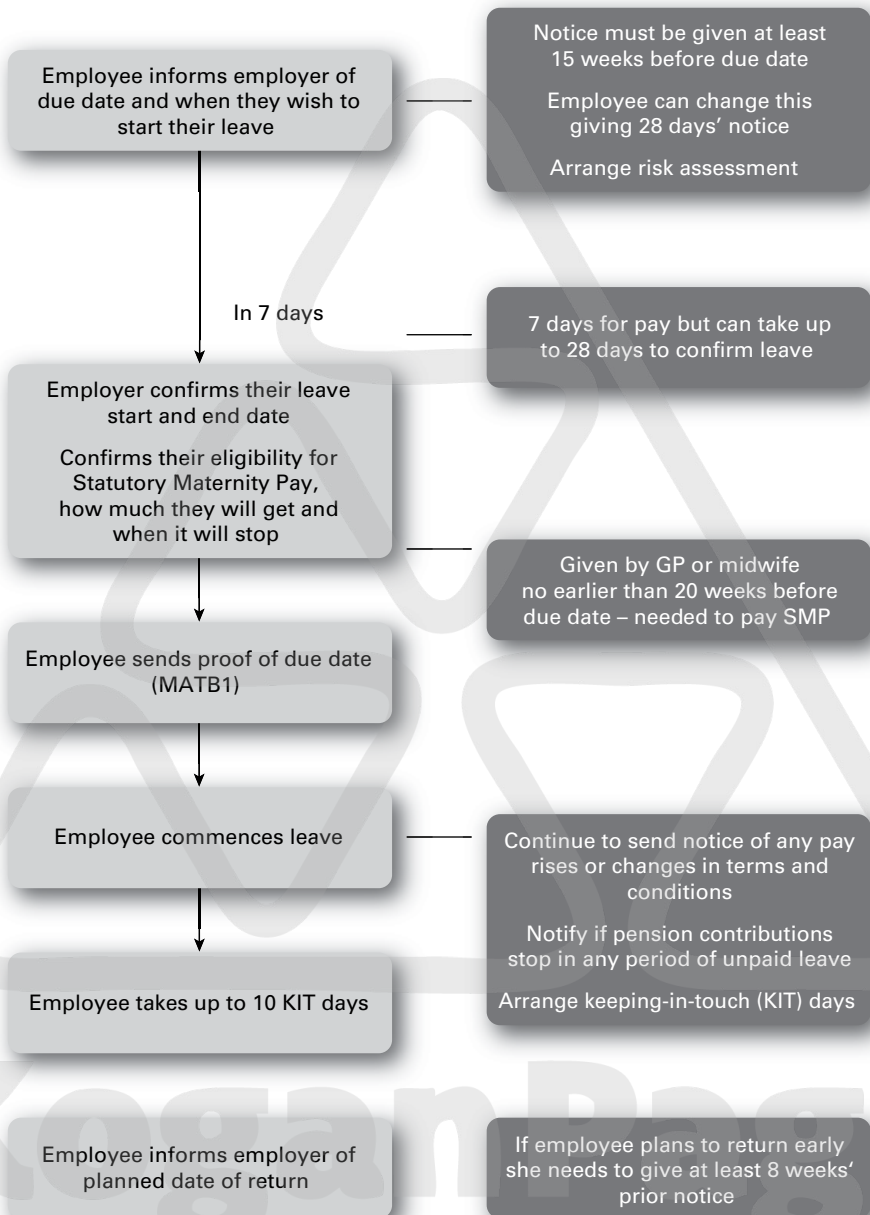 Employee informs employer of
due date and when they wish to
start their leave
Notice must be given at least
15 weeks before due date
Employee can change this
giving 28 days’ notice
Arrange risk assessment
In 7 days
7 days for pay but can take up
to 28 days to confirm leave
Employer confirms their leave
start and end date
Confirms their eligibility for
Statutory Maternity Pay,
how much they will get and
when it will stop
Given by GP or midwife
no earlier than 20 weeks before
due date – needed to pay SMP
Employee sends proof of due date
(MATB1)
Employee commences leave
Continue to send notice of any pay
rises or changes in terms and
conditions
Notify if pension contributions
stop in any period of unpaid leave
Arrange keeping-in-touch (KIT) days
Employee takes up to 10 KIT days
KoganPag
Employee informs employer of
planned date of return
If employee plans to return early
she needs to give at least 8 weeks‘
prior notice